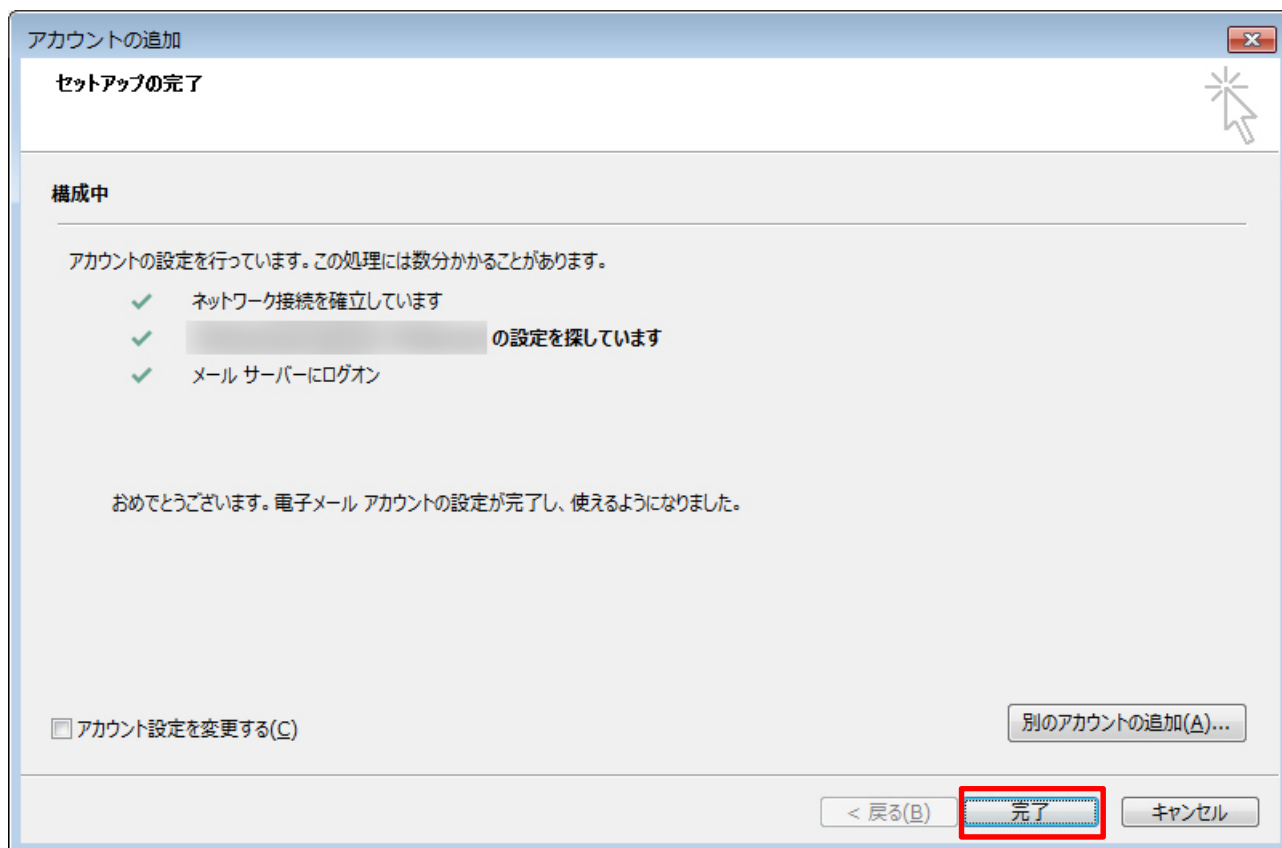 アカウントの追加
セットアップの完了
構成中
アカウントの設定を行っています。この処理には数分かかることがあります。
ネットワーク接続を確立しています
の設定を探しています
メール サーバーにログオン
おめでとうございます。電子メール アカウントの設定が完了し、使えるようになりました。
アカウント設定を変更する(C)
別のアカウントの追加(A)...
< 戻る(B)
完了
キャンセル